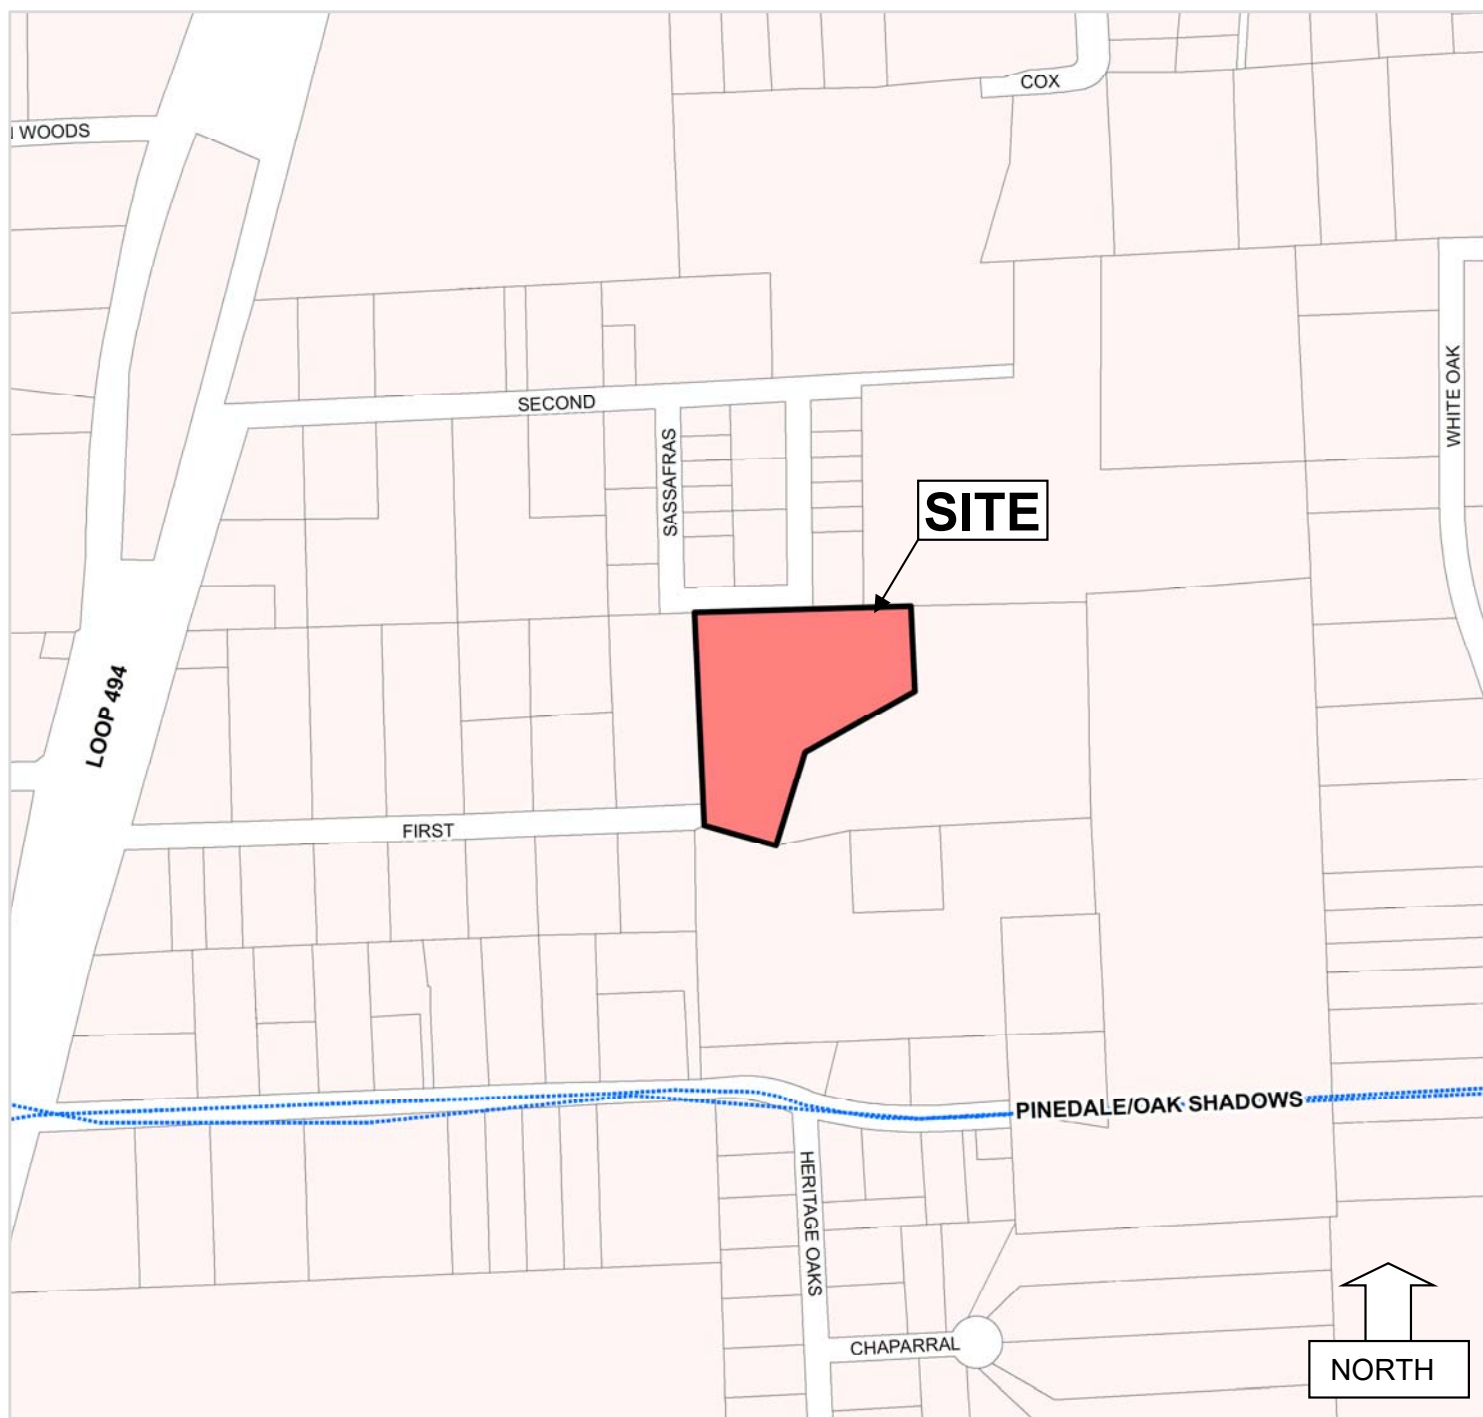 COX
WOODS
WHITE OAK
SECOND
SASSAFRAS
SITE
LOOP 494
FIRST
PINEDALE/OAK SHADOWS
HERITAGE OAKS
CHAPARRAL
NORTH